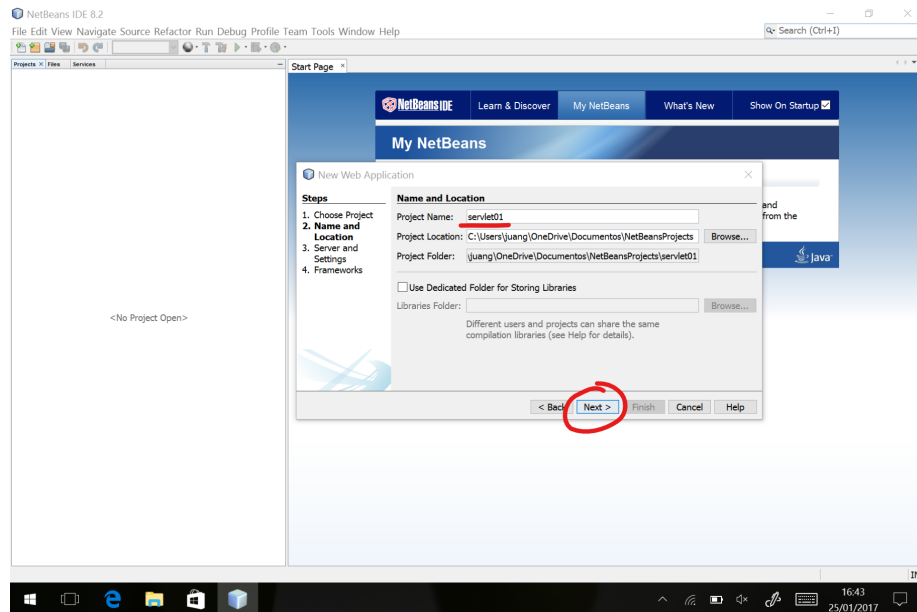 NetBeans IDE 8.2
File Edit View Navigate Source Refactor Run Debug Profile Team Tools Window Help
Search (Ctrl+I)
Projects Files Services
Start Page
NetBeans IDE Learn & Discover My NetBeans What's New Show On Startup
My NetBeans
New Web Application
and
from the
Java
Steps
1. Choose Project
2. Name and
Location
3. Server and
Settings
4. Frameworks
Name and Location
Project Name: servlet01
Project Location: C:\Users\juang\OneDrive\Documentos\NetBeansProjects Browse...
Project Folder: \juang\OneDrive\Documentos\NetBeansProjects\servlet01
Use Dedicated Folder for Storing Libraries
Libraries Folder: Browse...
Different users and projects can share the same
compilation libraries (see Help for details).
< Back Next > Finish Cancel Help
<No Project Open>
16:43
25/01/2017